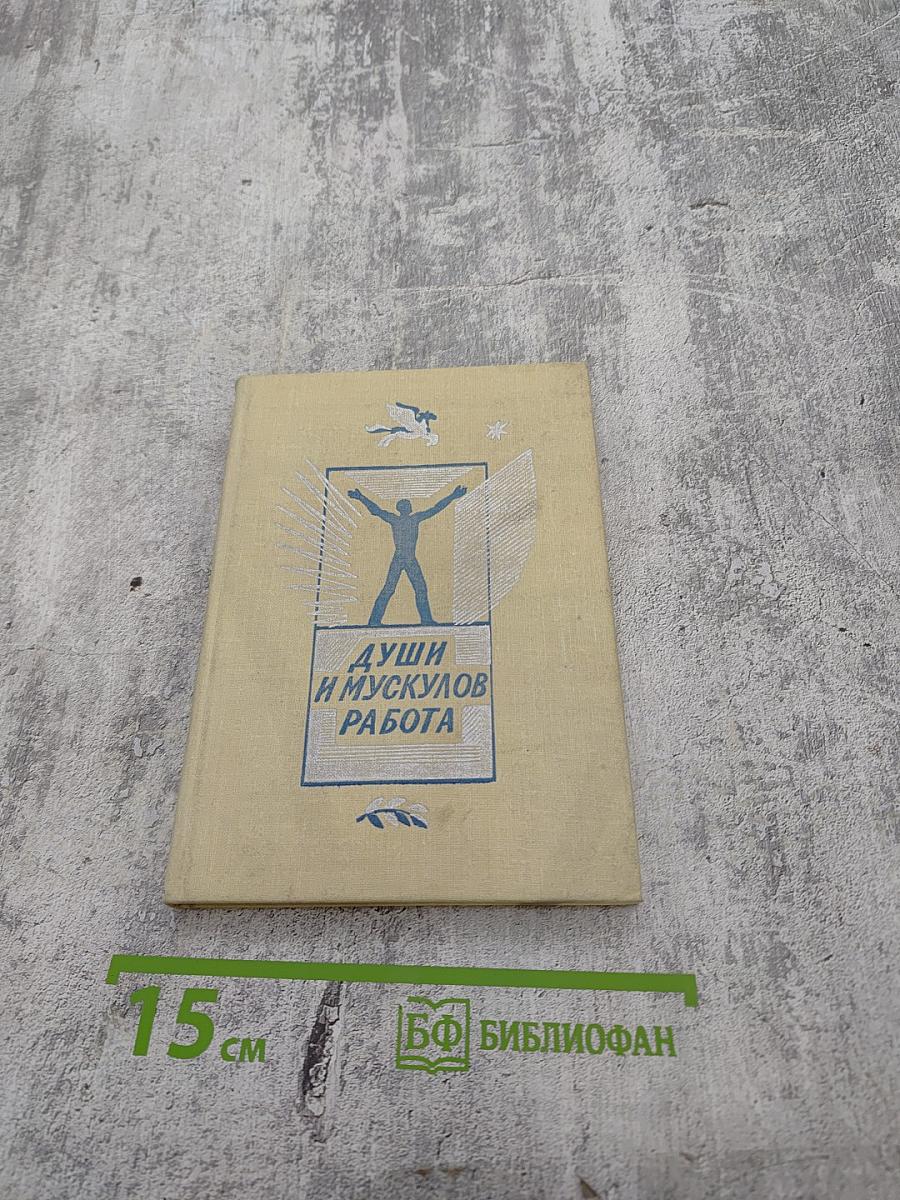 ДУШИ
И МУСКУЛОВ
РАБОТА
15 см
БФ БИБЛИОФАН